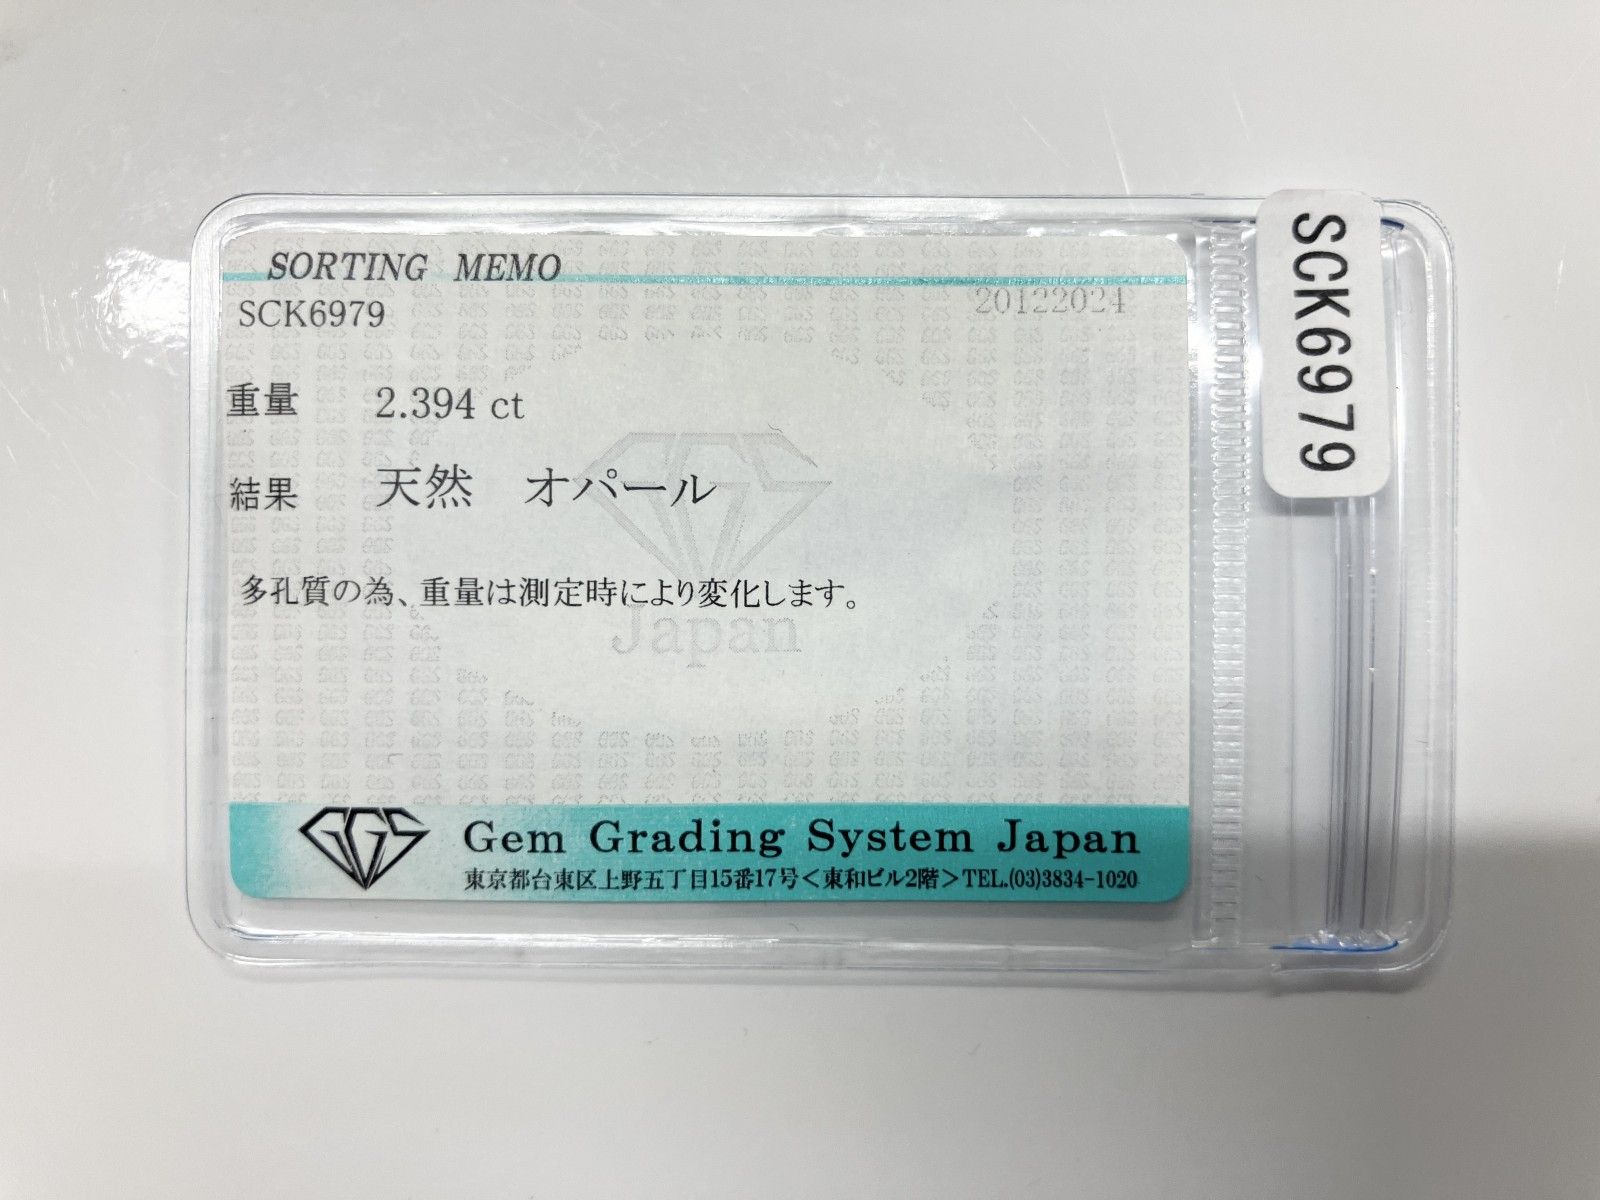 SORTING MEMO
SCK6979
20122024
重量 2.394 ct
結果 天然 オパール
多孔質の為、重量は測定時により変化します。
GGS
Japan
GGS
Gem Grading System Japan
東京都台東区上野五丁目15番17号<東和ビル2階>TEL.(03)3834-1020
SCK6979